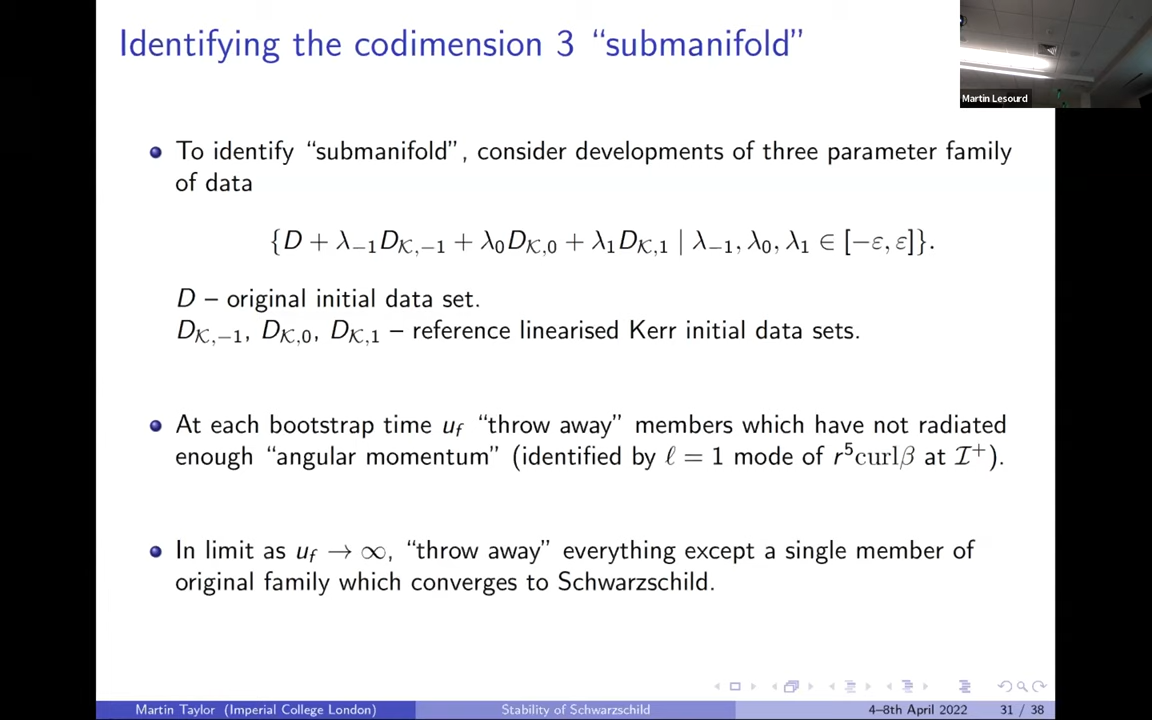 Identifying the codimension 3 “submanifold”
Martin Lesourd
To identify “submanifold”, consider developments of three parameter family
of data
{D + λ₋₁D_{𝒦,−1} + λ₀D_{𝒦,0} + λ₁D_{𝒦,1} | λ₋₁, λ₀, λ₁ ∈ [−ε, ε]}.
D – original initial data set.
D_{𝒦,−1}, D_{𝒦,0}, D_{𝒦,1} – reference linearised Kerr initial data sets.
At each bootstrap time u_f “throw away” members which have not radiated
enough “angular momentum” (identified by ℓ = 1 mode of r⁵curlβ at ℐ⁺).
In limit as u_f → ∞, “throw away” everything except a single member of
original family which converges to Schwarzschild.
Martin Taylor (Imperial College London) Stability of Schwarzschild 4–8th April 2022 31 / 38